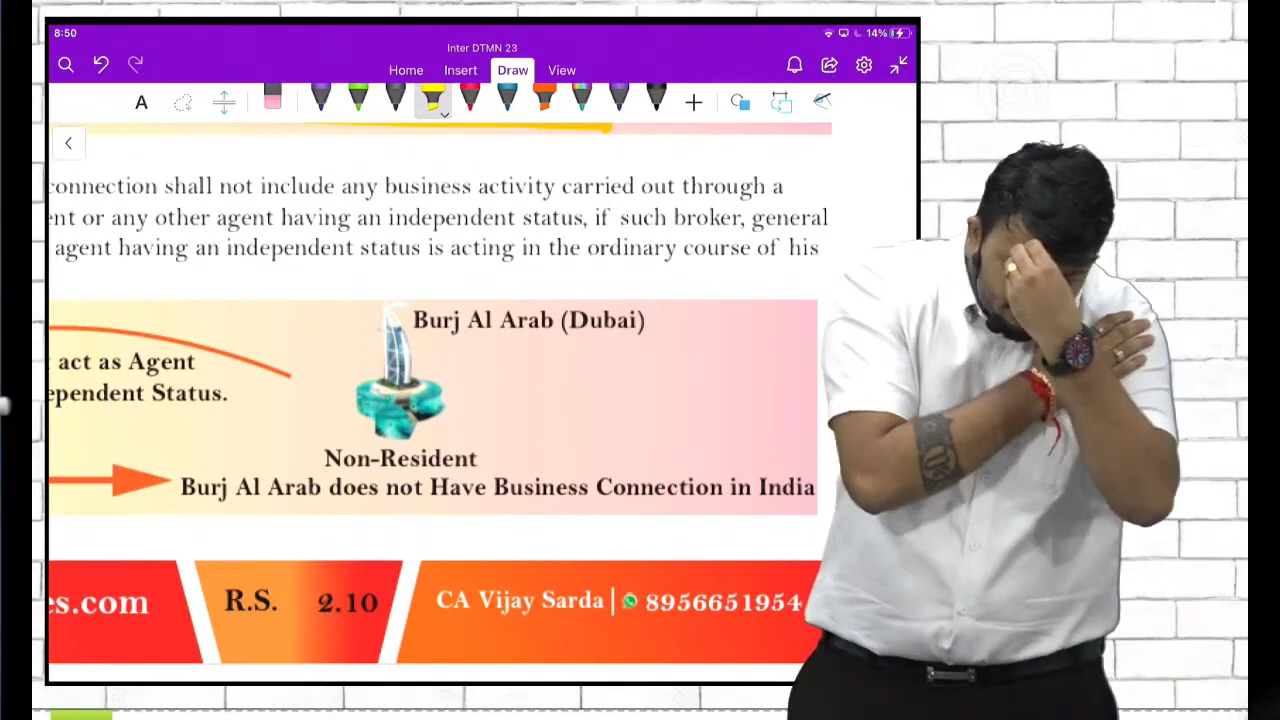 8:50
14%
Inter DTMN 23
Home Insert Draw View
A
connection shall not include any business activity carried out through a
ent or any other agent having an independent status, if such broker, general
agent having an independent status is acting in the ordinary course of his
Burj Al Arab (Dubai)
act as Agent
ependent Status.
Non-Resident
Burj Al Arab does not Have Business Connection in India
es.com
R.S. 2.10
CA Vijay Sarda | 8956651954